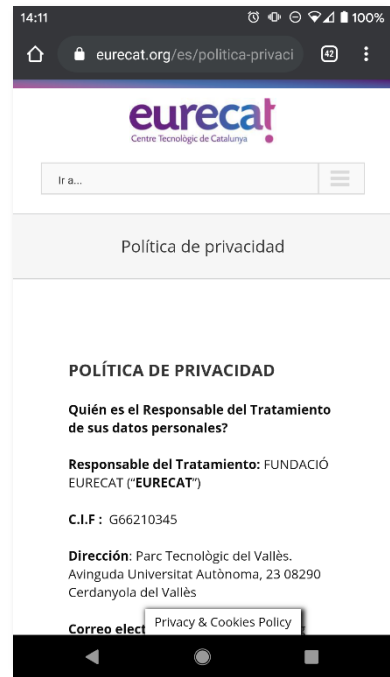 14:11
100%
eurecat.org/es/politica-privaci
42
eurecat
Centre Tecnològic de Catalunya
Ir a...
Política de privacidad
POLÍTICA DE PRIVACIDAD
Quién es el Responsable del Tratamiento
de sus datos personales?
Responsable del Tratamiento: FUNDACIÓ
EURECAT (“EURECAT”)
C.I.F : G66210345
Dirección: Parc Tecnològic del Vallès.
Avinguda Universitat Autònoma, 23 08290
Cerdanyola del Vallès
Correo elect
Privacy & Cookies Policy